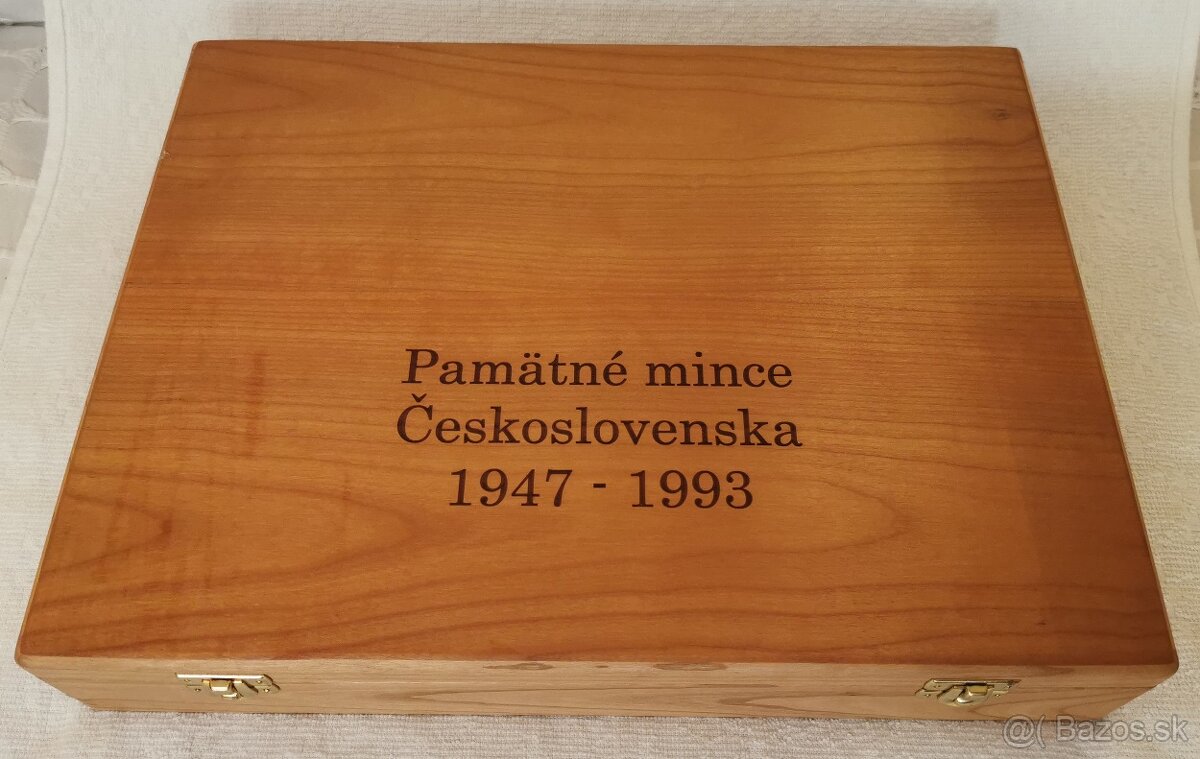 Pamätné mince
Československa
1947 - 1993
@( Bazos.sk